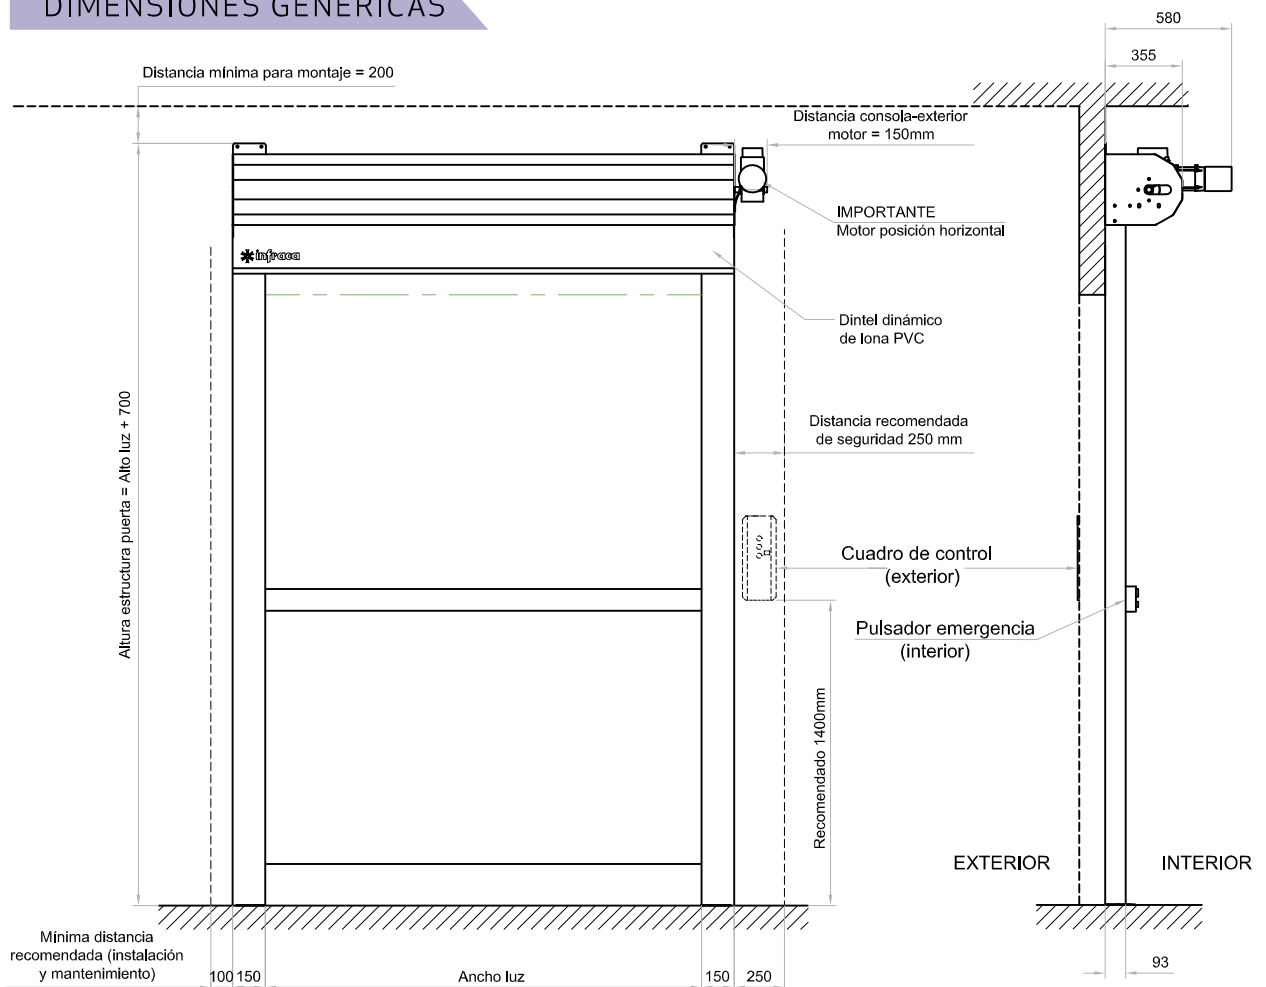 DIMENSIONES GENÉRICAS
580
355
Distancia mínima para montaje = 200
Distancia consola-exterior
motor = 150mm
IMPORTANTE
Motor posición horizontal
infraca
Dintel dinámico
de lona PVC
Altura estructura puerta = Alto luz + 700
Distancia recomendada
de seguridad 250 mm
Cuadro de control
(exterior)
Pulsador emergencia
(interior)
Recomendado 1400mm
EXTERIOR
INTERIOR
Mínima distancia
recomendada (instalación
y mantenimiento)
100
150
Ancho luz
150
250
93